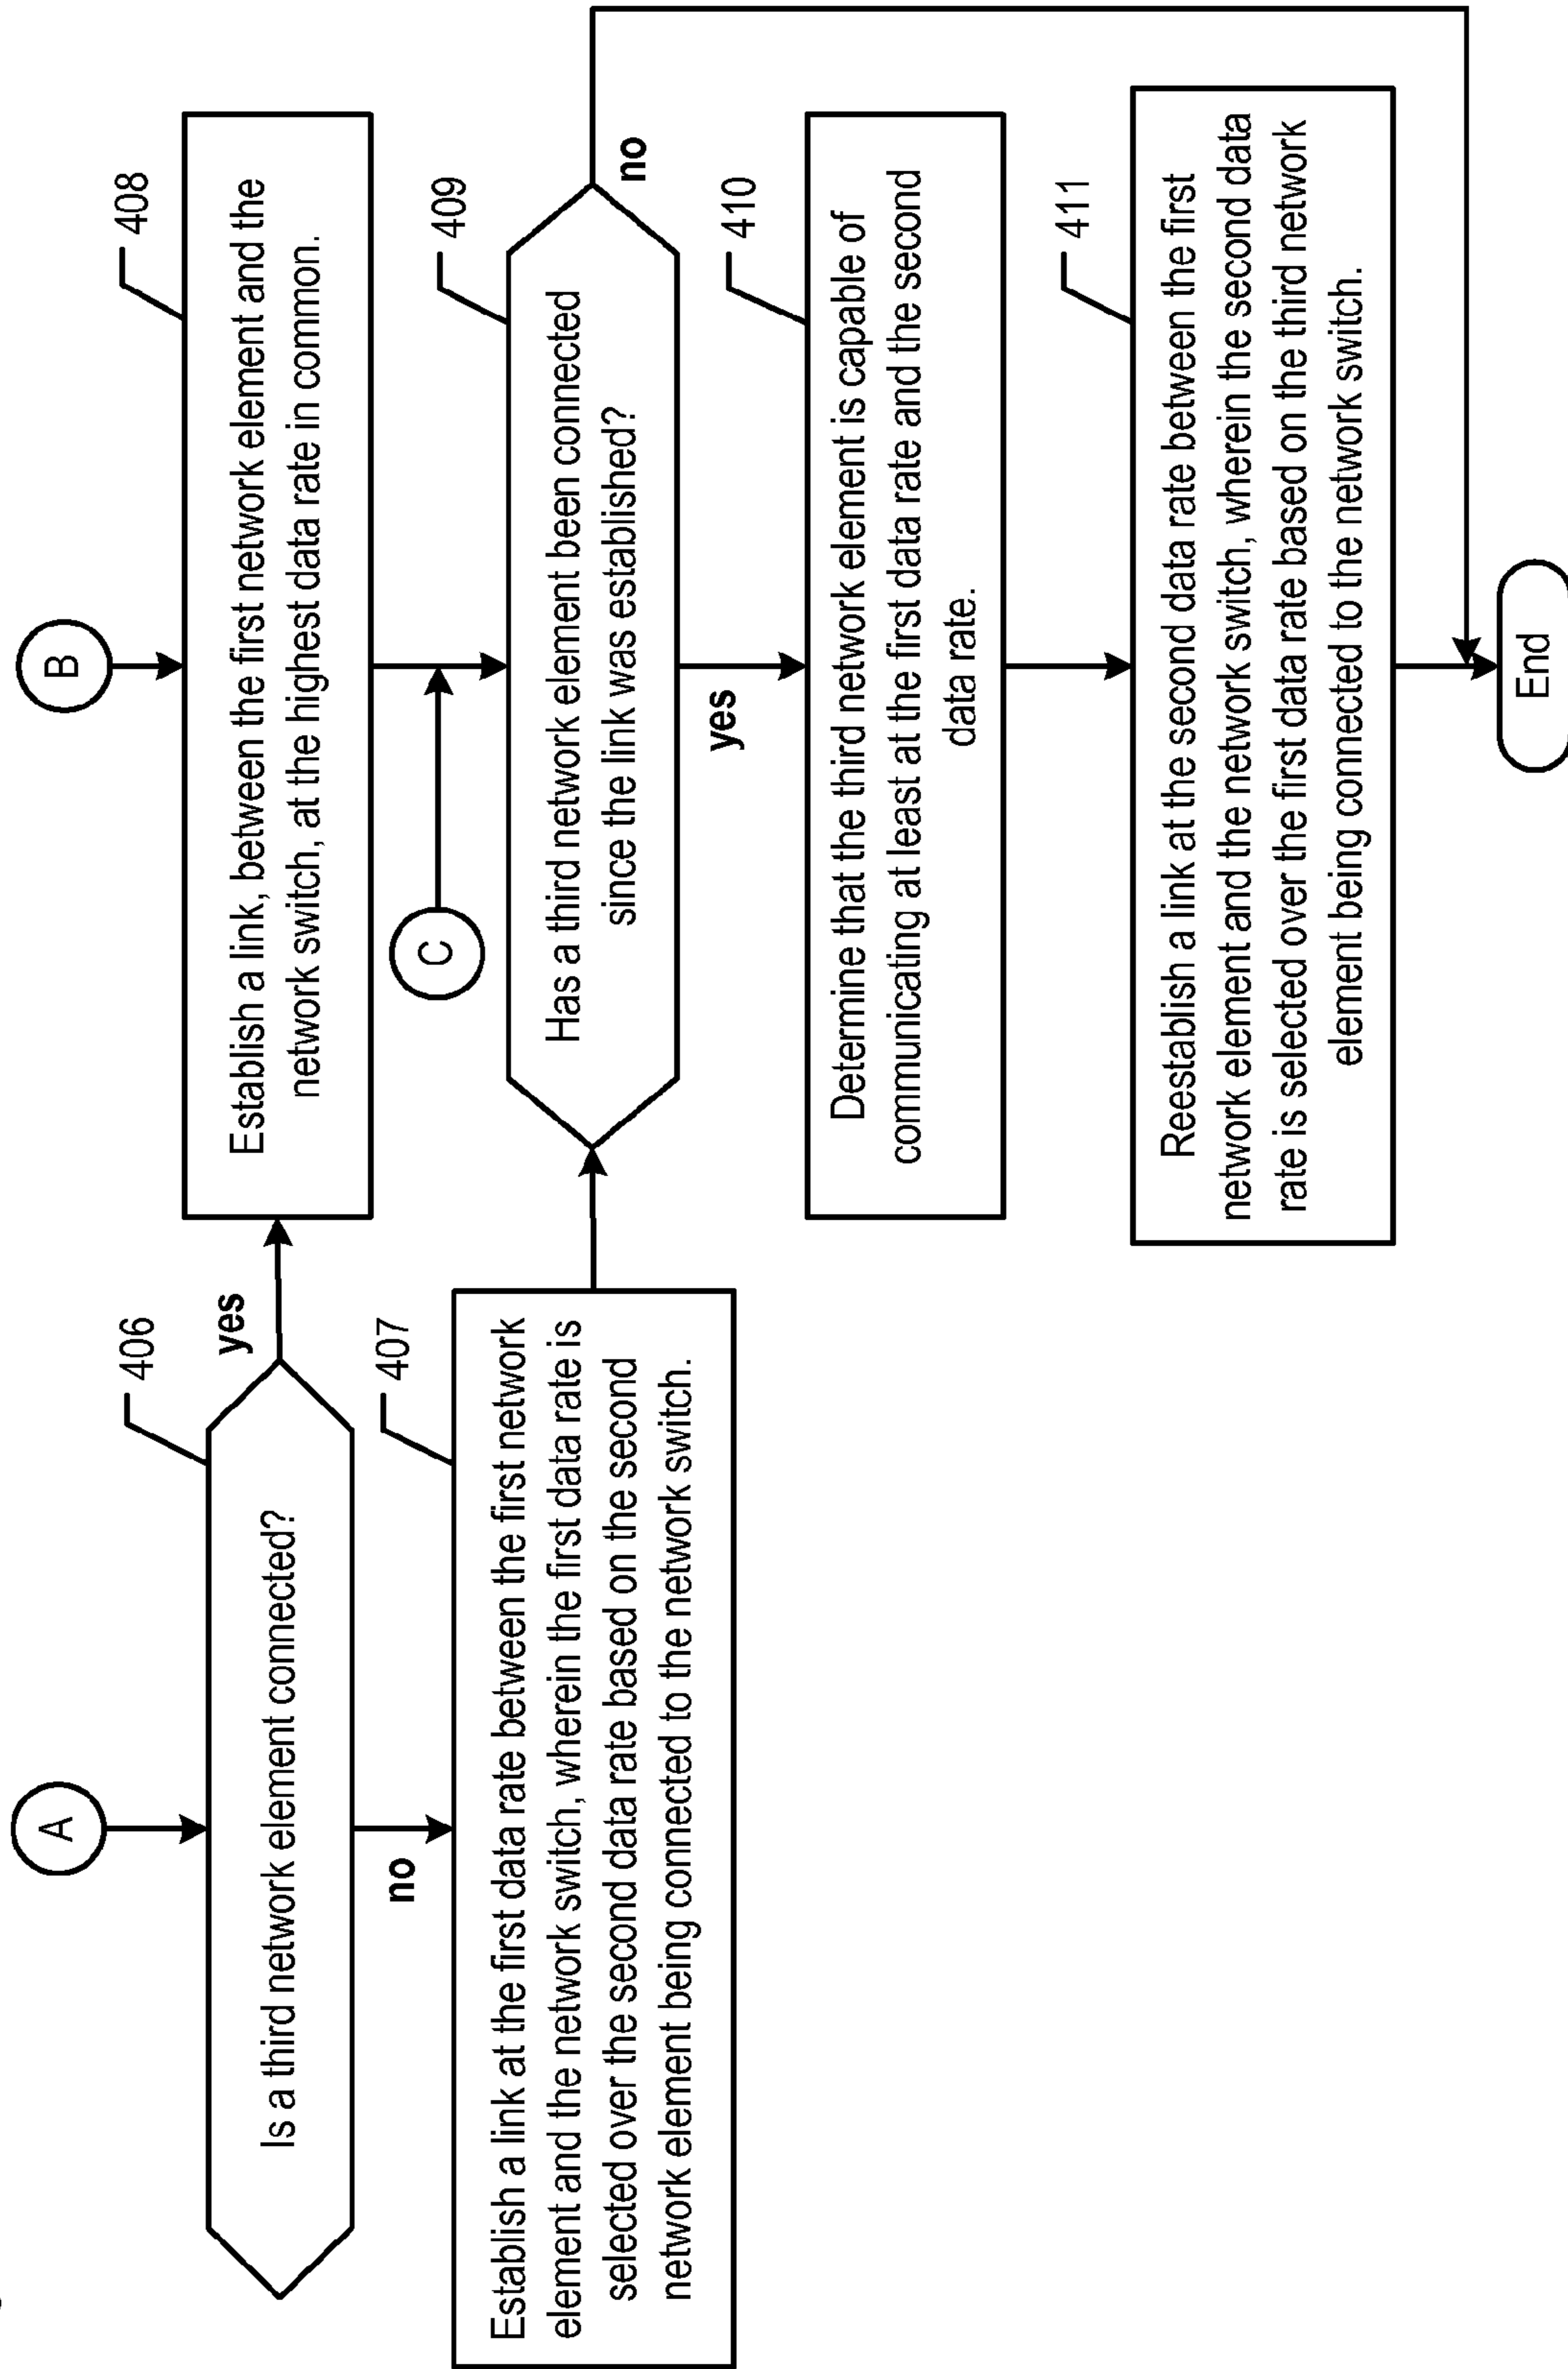 A
406
Is a third network element connected?
yes
no
407
Establish a link at the first data rate between the first network
element and the network switch, wherein the first data rate is
selected over the second data rate based on the second
network element being connected to the network switch.
B
408
Establish a link, between the first network element and the
network switch, at the highest data rate in common.
C
409
Has a third network element been connected
since the link was established?
no
yes
410
Determine that the third network element is capable of
communicating at least at the first data rate and the second
data rate.
411
Reestablish a link at the second data rate between the first
network element and the network switch, wherein the second data
rate is selected over the first data rate based on the third network
element being connected to the network switch.
End